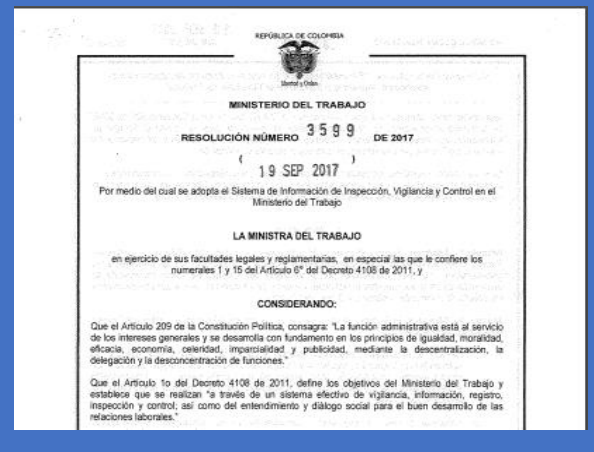 REPÚBLICA DE COLOMBIA
Libertad y Orden
MINISTERIO DEL TRABAJO
RESOLUCIÓN NÚMERO 3599 DE 2017
( )
19 SEP 2017
Por medio del cual se adopta el Sistema de Información de Inspección, Vigilancia y Control en el
Ministerio del Trabajo
LA MINISTRA DEL TRABAJO
en ejercicio de sus facultades legales y reglamentarias, en especial las que le confiere los
numerales 1 y 15 del Artículo 6° del Decreto 4108 de 2011, y
CONSIDERANDO:
Que el Artículo 209 de la Constitución Política, consagra: "La función administrativa está al servicio
de los intereses generales y se desarrolla con fundamento en los principios de igualdad, moralidad,
eficacia, economía, celeridad, imparcialidad y publicidad, mediante la descentralización, la
delegación y la desconcentración de funciones."
Que el Artículo 1o del Decreto 4108 de 2011, define los objetivos del Ministerio del Trabajo y
establece que se realizan "a través de un sistema efectivo de vigilancia, información, registro,
inspección y control; así como del entendimiento y diálogo social para el buen desarrollo de las
relaciones laborales."